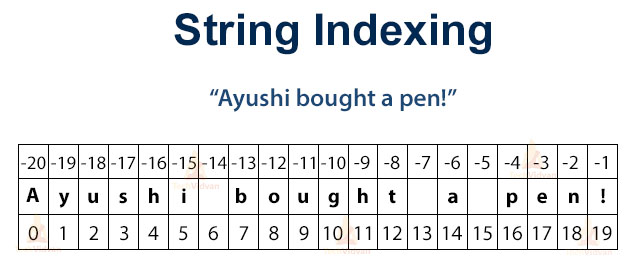 String Indexing
“Ayushi bought a pen!”
-20 -19 -18 -17 -16 -15 -14 -13 -12 -11 -10 -9 -8 -7 -6 -5 -4 -3 -2 -1
A y u s h i b o u g h t a p e n !
0 1 2 3 4 5 6 7 8 9 10 11 12 13 14 15 16 17 18 19